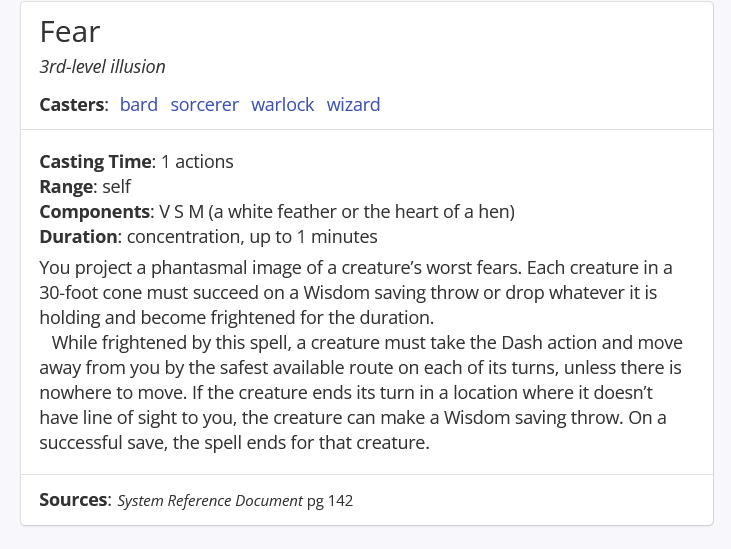 Fear
3rd-level illusion
Casters: bard sorcerer warlock wizard
Casting Time: 1 actions
Range: self
Components: V S M (a white feather or the heart of a hen)
Duration: concentration, up to 1 minutes
You project a phantasmal image of a creature’s worst fears. Each creature in a
30-foot cone must succeed on a Wisdom saving throw or drop whatever it is
holding and become frightened for the duration.
While frightened by this spell, a creature must take the Dash action and move
away from you by the safest available route on each of its turns, unless there is
nowhere to move. If the creature ends its turn in a location where it doesn’t
have line of sight to you, the creature can make a Wisdom saving throw. On a
successful save, the spell ends for that creature.
Sources: System Reference Document pg 142